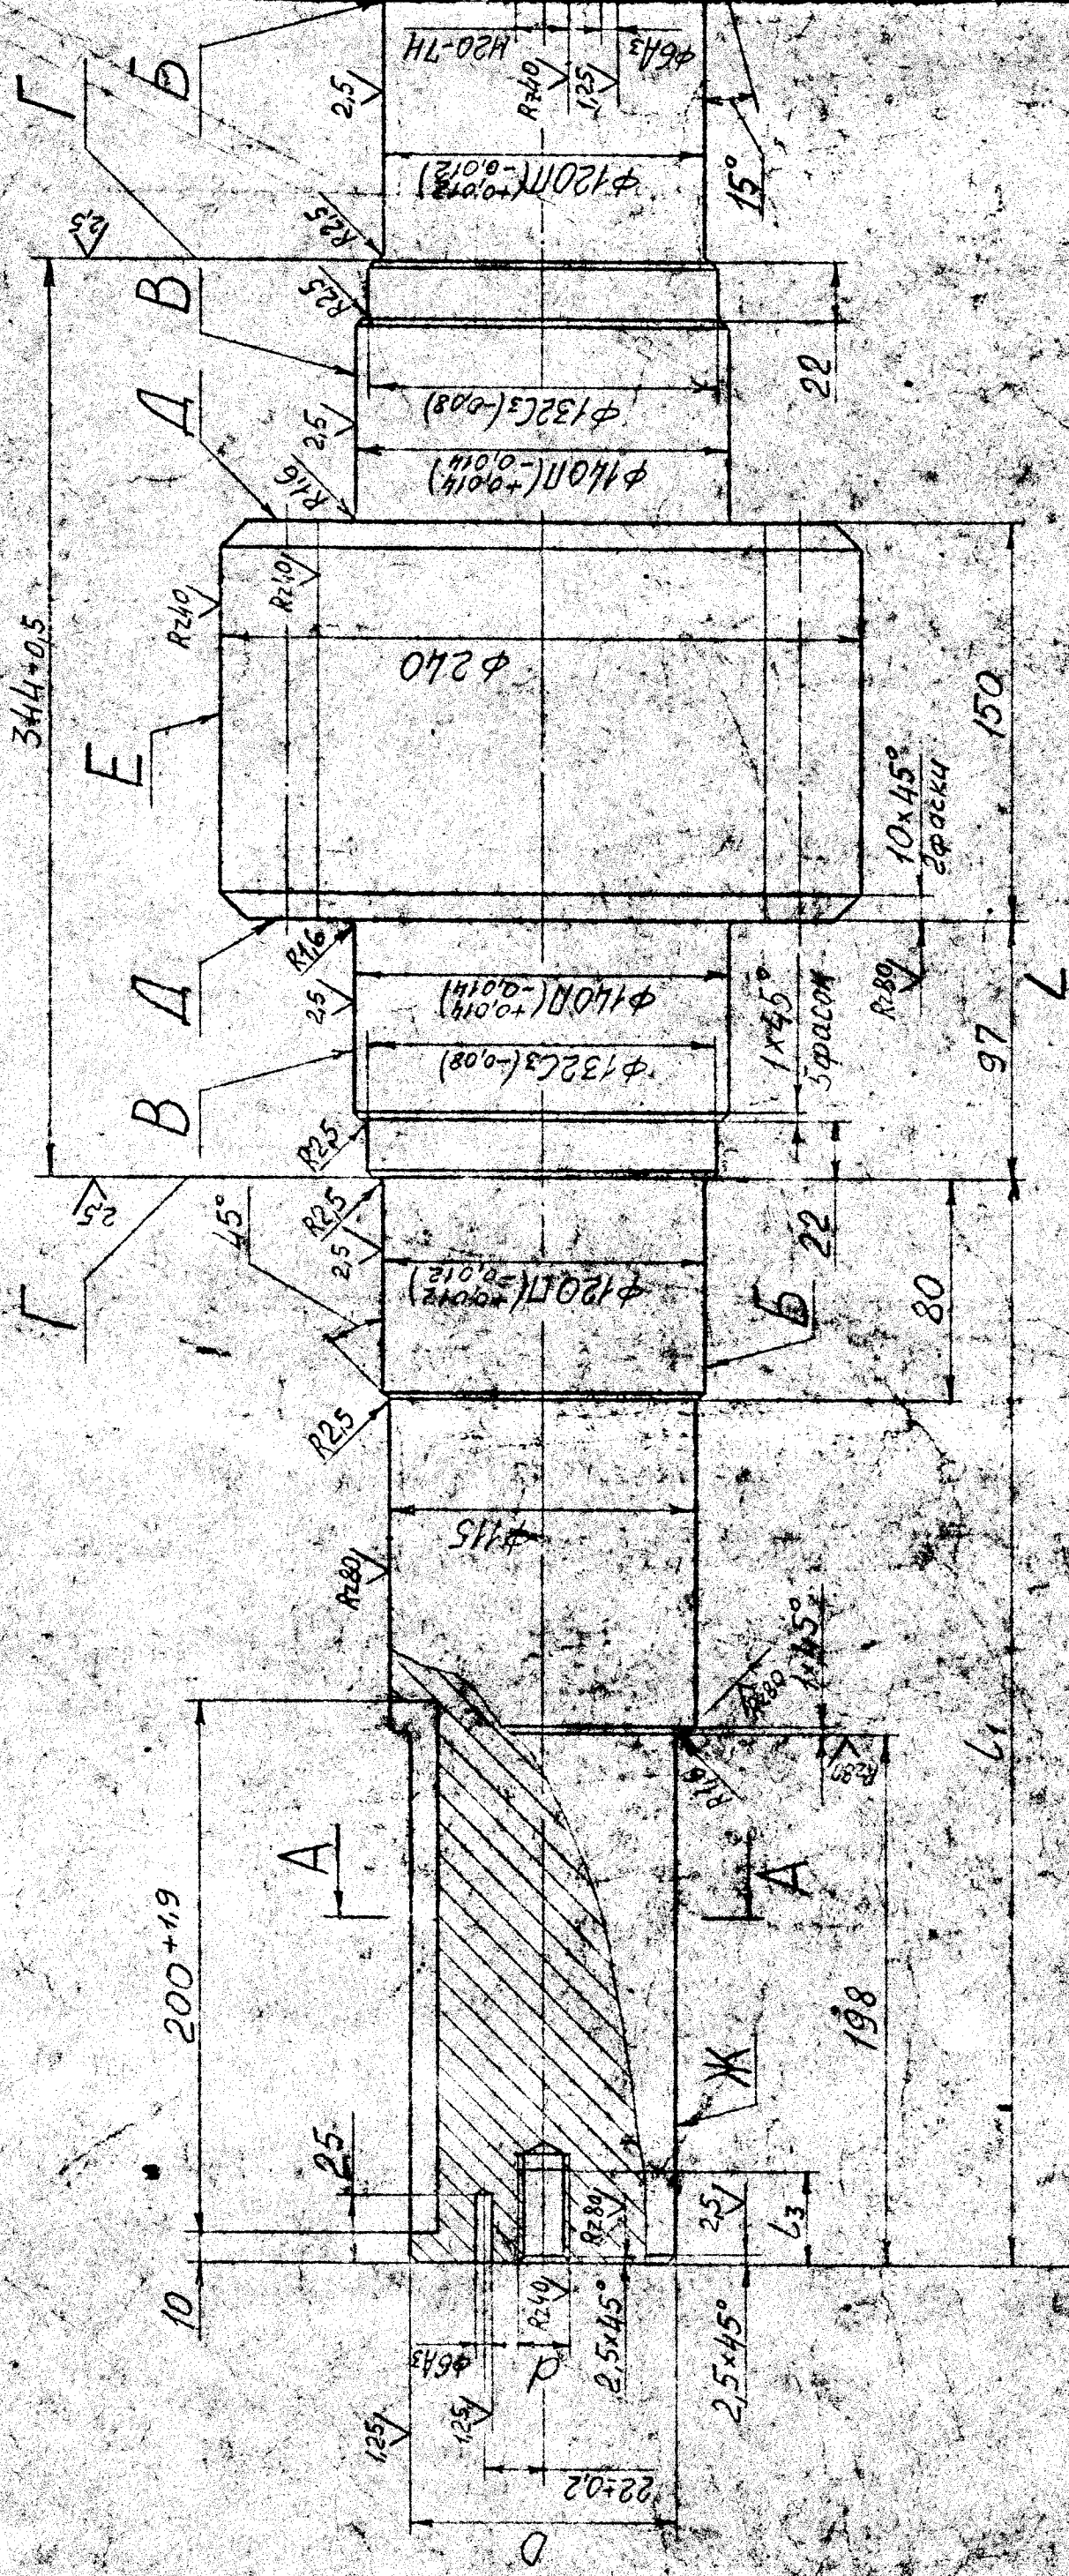 Г
Б
2,5
М20-7Н
Rz40
1,25
Ф6А3
Ф120П(+0,012 -0,012)
15°
2,5
R2,5
R2,5
В
Д
344-0,5
2,5
Ф132С3(-0,08)
Ф140П(+0,014 -0,014)
R1,6
22
Rz40
Rz40
Е
Ф240
150
10×45°
2фаски
Rz80
L
Д
В
R1,6
2,5
Ф140П(+0,014 -0,014)
Ф132С3(-0,08)
1×45°
5фасок
97
R2,5
R2,5
2,5
45°
Г
2,5
Ф120П(+0,012 -0,012)
22
Б
80
R2,5
Ф115
Rz80
1×45°
Rz80
Rz80
R1,6
L1
200+1,9
А
А
198
Ж
25
10
Rz80
2,5
L3
Ф6А3
Rz40
d
2,5×45°
2,5×45°
1,25
1,25
22±0,2
D